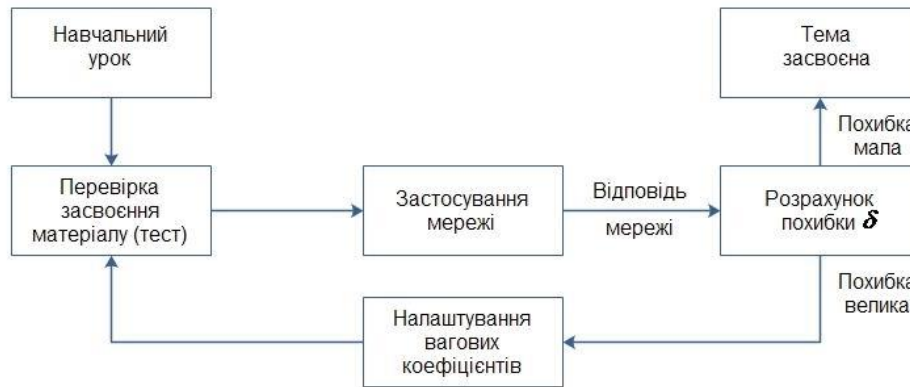 Навчальний
урок
Тема
засвоєна
Похибка
мала
Перевірка
засвоєння
матеріалу (тест)
Застосування
мережі
Відповідь
мережі
Розрахунок
похибки δ
Похибка
велика
Налаштування
вагових
коефіцієнтів